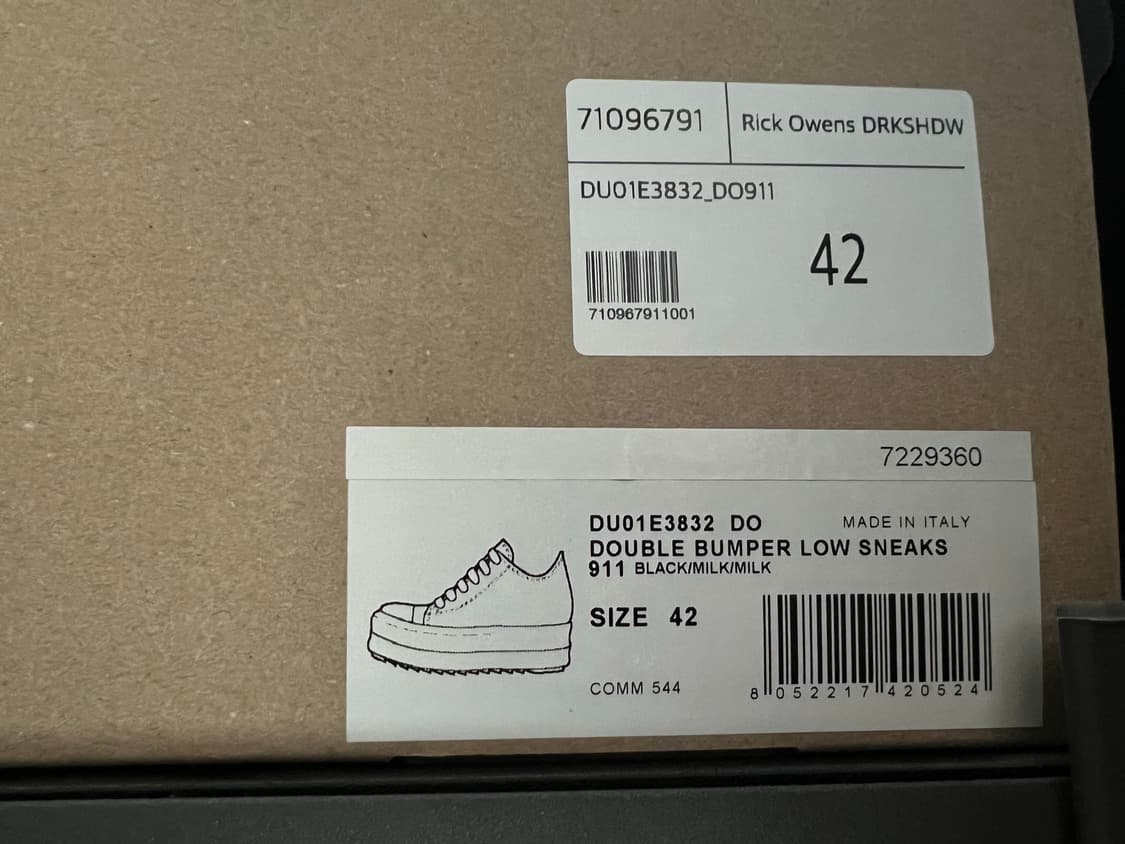 71096791
Rick Owens DRKSHDW
DU01E3832_DO911
42
710967911001
7229360
DU01E3832 DO
MADE IN ITALY
DOUBLE BUMPER LOW SNEAKS
911 BLACK/MILK/MILK
SIZE 42
COMM 544
8 052217 420524